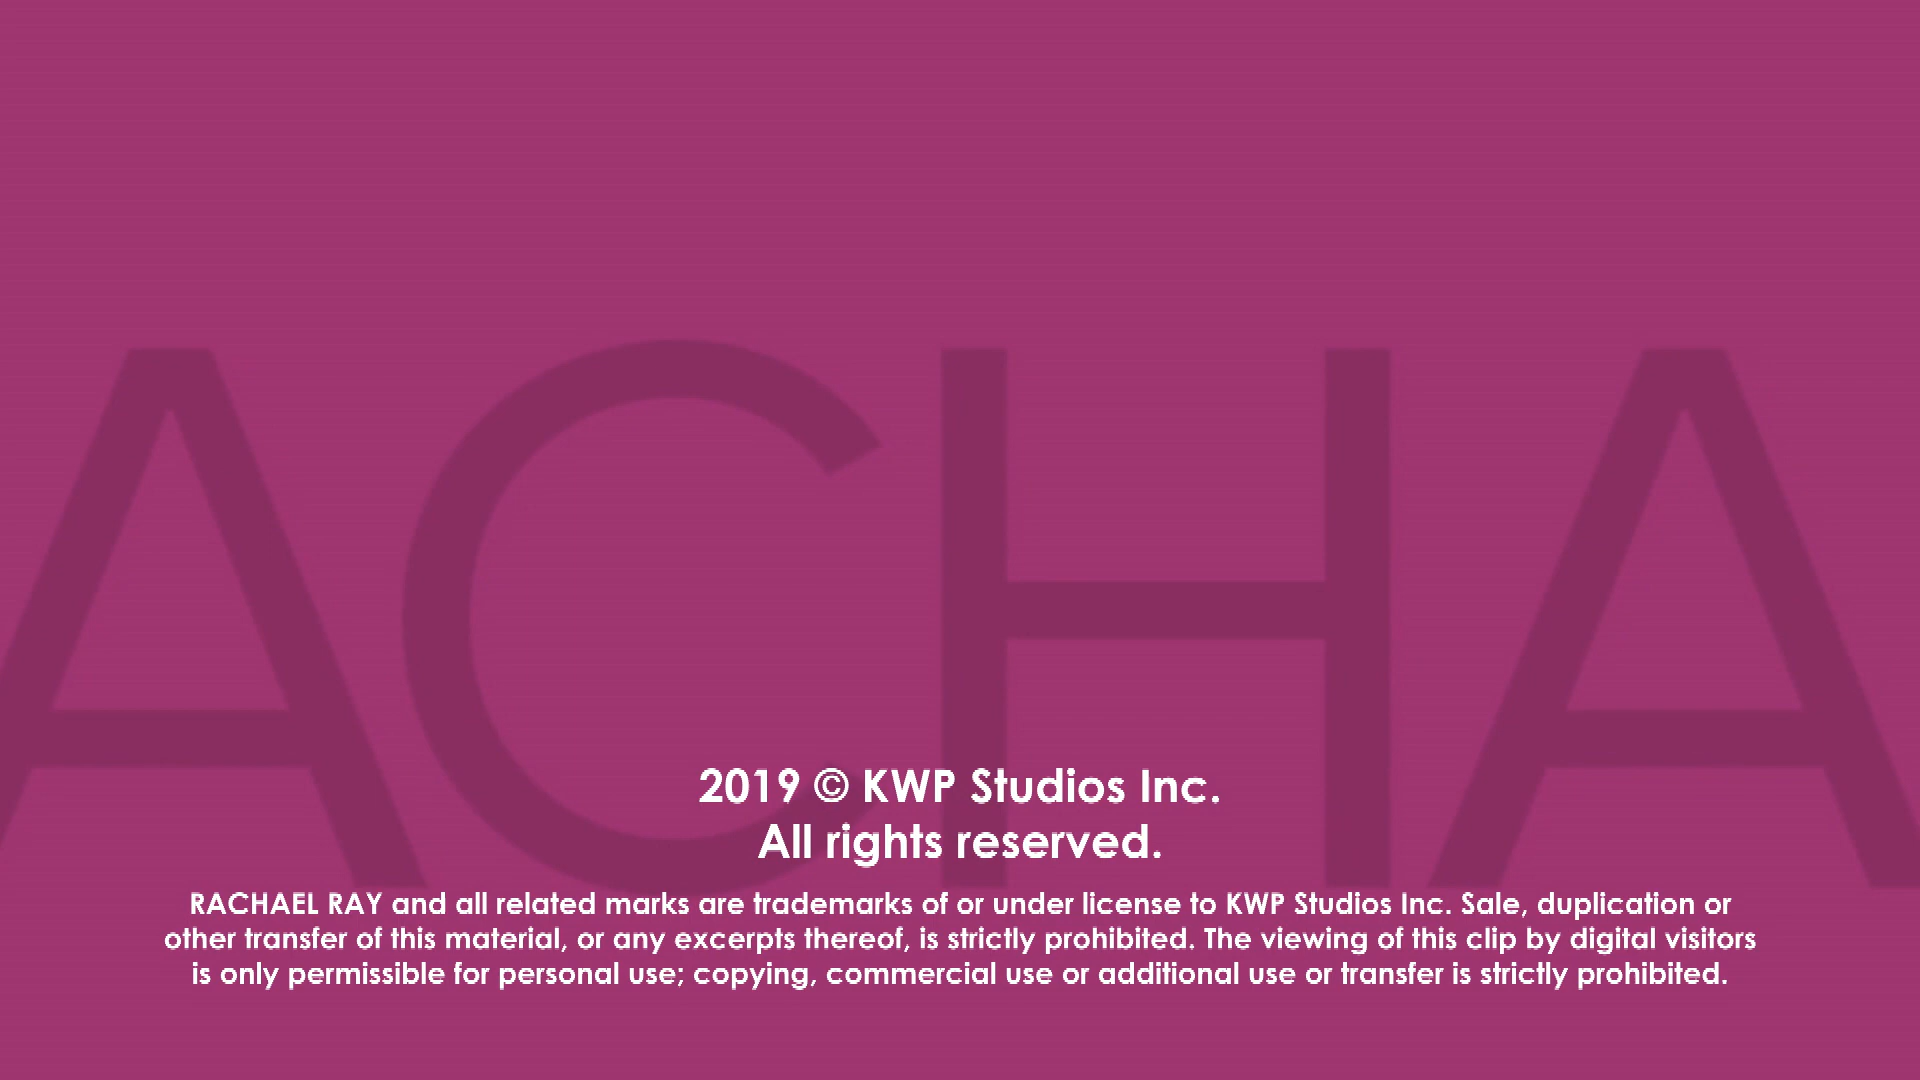 ACHA
2019 © KWP Studios Inc.
All rights reserved.
RACHAEL RAY and all related marks are trademarks of or under license to KWP Studios Inc. Sale, duplication or
other transfer of this material, or any excerpts thereof, is strictly prohibited. The viewing of this clip by digital visitors
is only permissible for personal use; copying, commercial use or additional use or transfer is strictly prohibited.